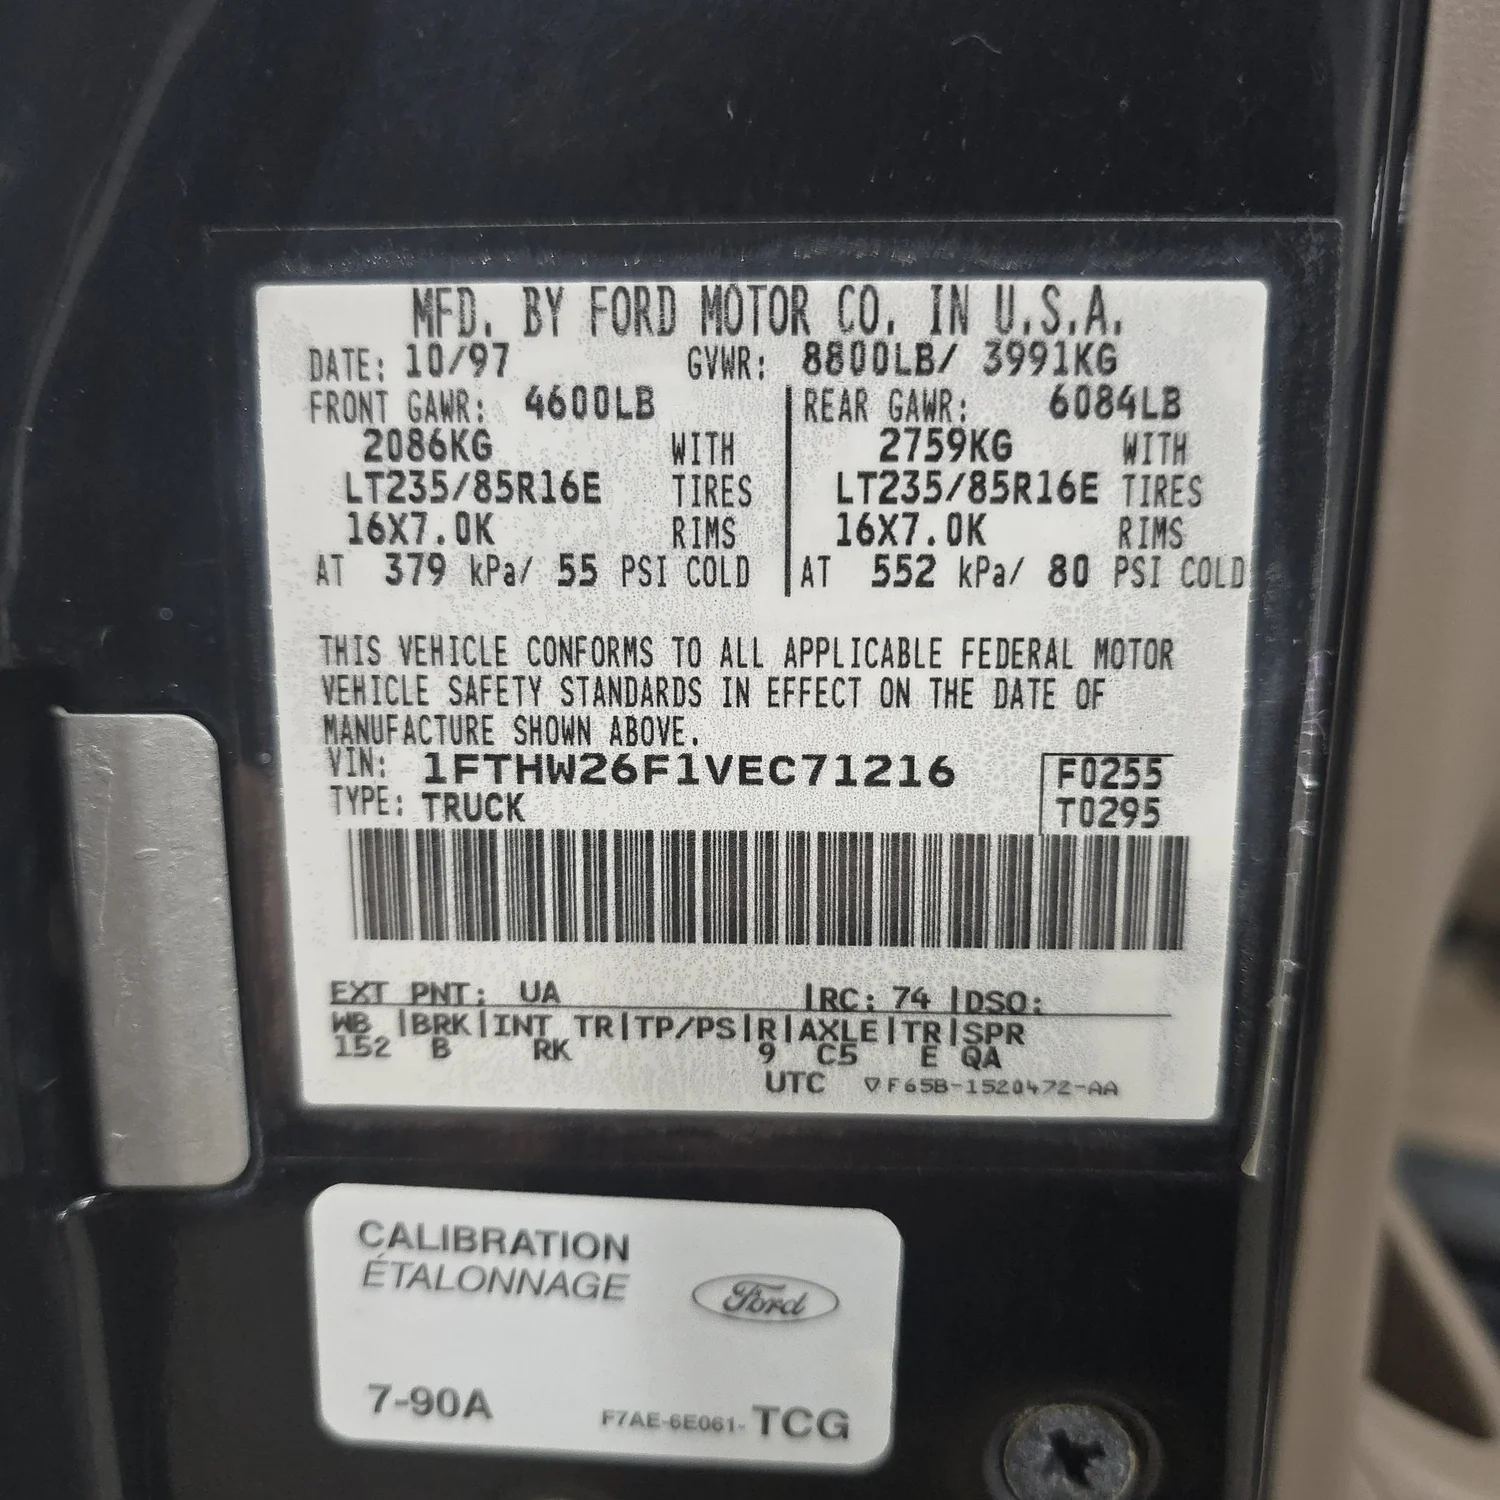 MFD. BY FORD MOTOR CO. IN U.S.A.
DATE: 10/97 GVWR: 8800LB/ 3991KG
FRONT GAWR: 4600LB REAR GAWR: 6084LB
2086KG WITH 2759KG WITH
LT235/85R16E TIRES LT235/85R16E TIRES
16X7.0K RIMS 16X7.0K RIMS
AT 379 kPa/ 55 PSI COLD AT 552 kPa/ 80 PSI COLD
THIS VEHICLE CONFORMS TO ALL APPLICABLE FEDERAL MOTOR
VEHICLE SAFETY STANDARDS IN EFFECT ON THE DATE OF
MANUFACTURE SHOWN ABOVE.
VIN: 1FTHW26F1VEC71216 F0255
TYPE: TRUCK T0295
EXT PNT: UA |RC: 74 |DSO:
WB |BRK|INT TR|TP/PS|R|AXLE|TR|SPR
152 B RK 9 C5 E QA
UTC ▽F65B-1520472-AA
CALIBRATION
ÉTALONNAGE
Ford
7-90A F7AE-6E061-TCG